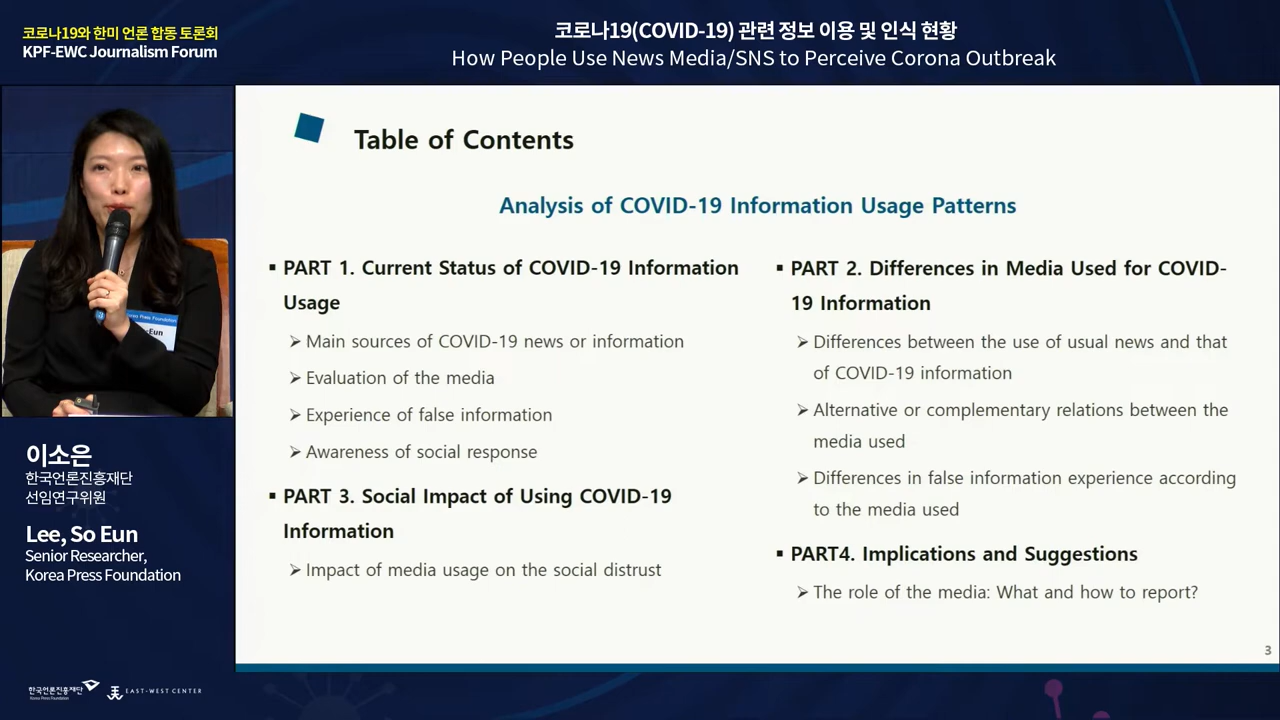 코로나19와 한미 언론 합동 토론회
KPF-EWC Journalism Forum
코로나19(COVID-19) 관련 정보 이용 및 인식 현황
How People Use News Media/SNS to Perceive Corona Outbreak
Korea Press Foundation
Eun
이소은
한국언론진흥재단
선임연구위원
Lee, So Eun
Senior Researcher,
Korea Press Foundation
한국언론진흥재단
Korea Press Foundation
EAST-WEST CENTER
Table of Contents
Analysis of COVID-19 Information Usage Patterns
▪ PART 1. Current Status of COVID-19 Information
Usage
➢ Main sources of COVID-19 news or information
➢ Evaluation of the media
➢ Experience of false information
➢ Awareness of social response
▪ PART 3. Social Impact of Using COVID-19
Information
➢ Impact of media usage on the social distrust
▪ PART 2. Differences in Media Used for COVID-
19 Information
➢ Differences between the use of usual news and that
of COVID-19 information
➢ Alternative or complementary relations between the
media used
➢ Differences in false information experience according
to the media used
▪ PART4. Implications and Suggestions
➢ The role of the media: What and how to report?
3